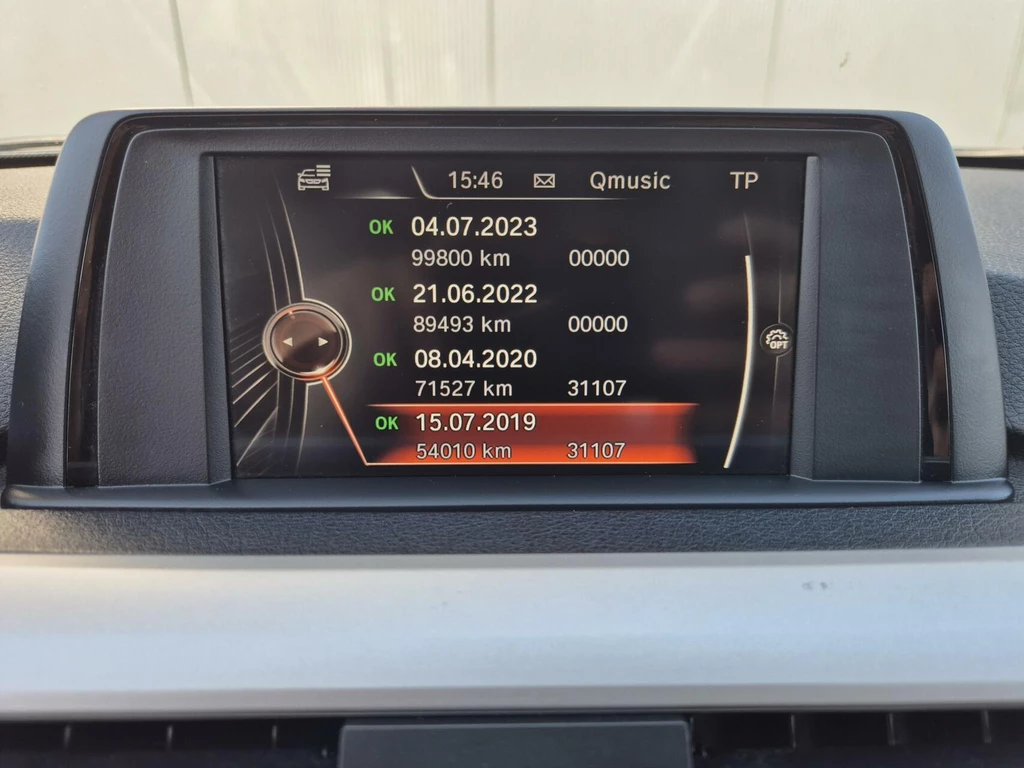 15:46 Qmusic TP
OK 04.07.2023
99800 km 00000
OK 21.06.2022
89493 km 00000
OK 08.04.2020
OPT
71527 km 31107
OK 15.07.2019
54010 km 31107